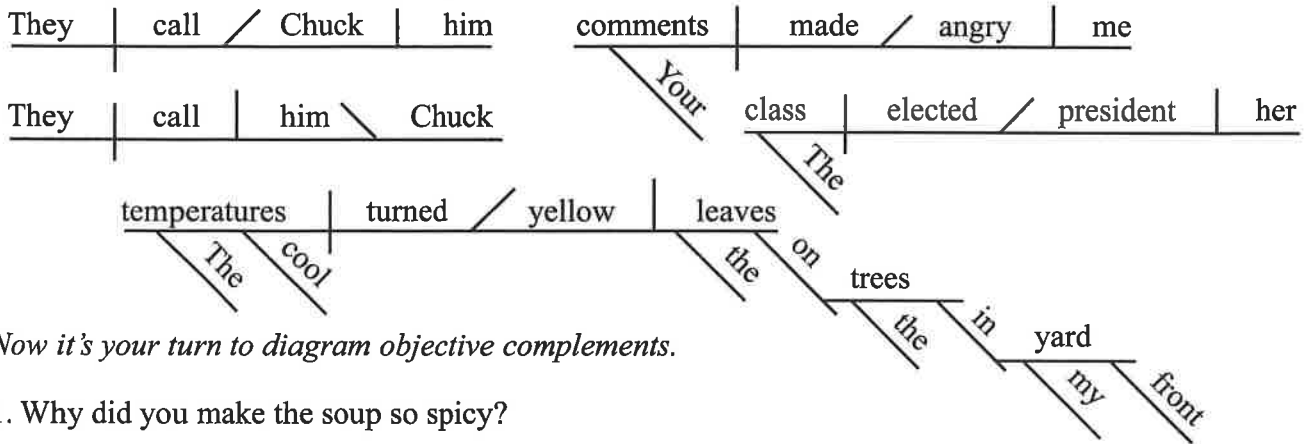 They call Chuck him
comments made angry me
Your
They call him Chuck
class elected president her
The
temperatures turned yellow leaves
The cool the on
trees
the in
yard
my front
Now it's your turn to diagram objective complements.
. Why did you make the soup so spicy?